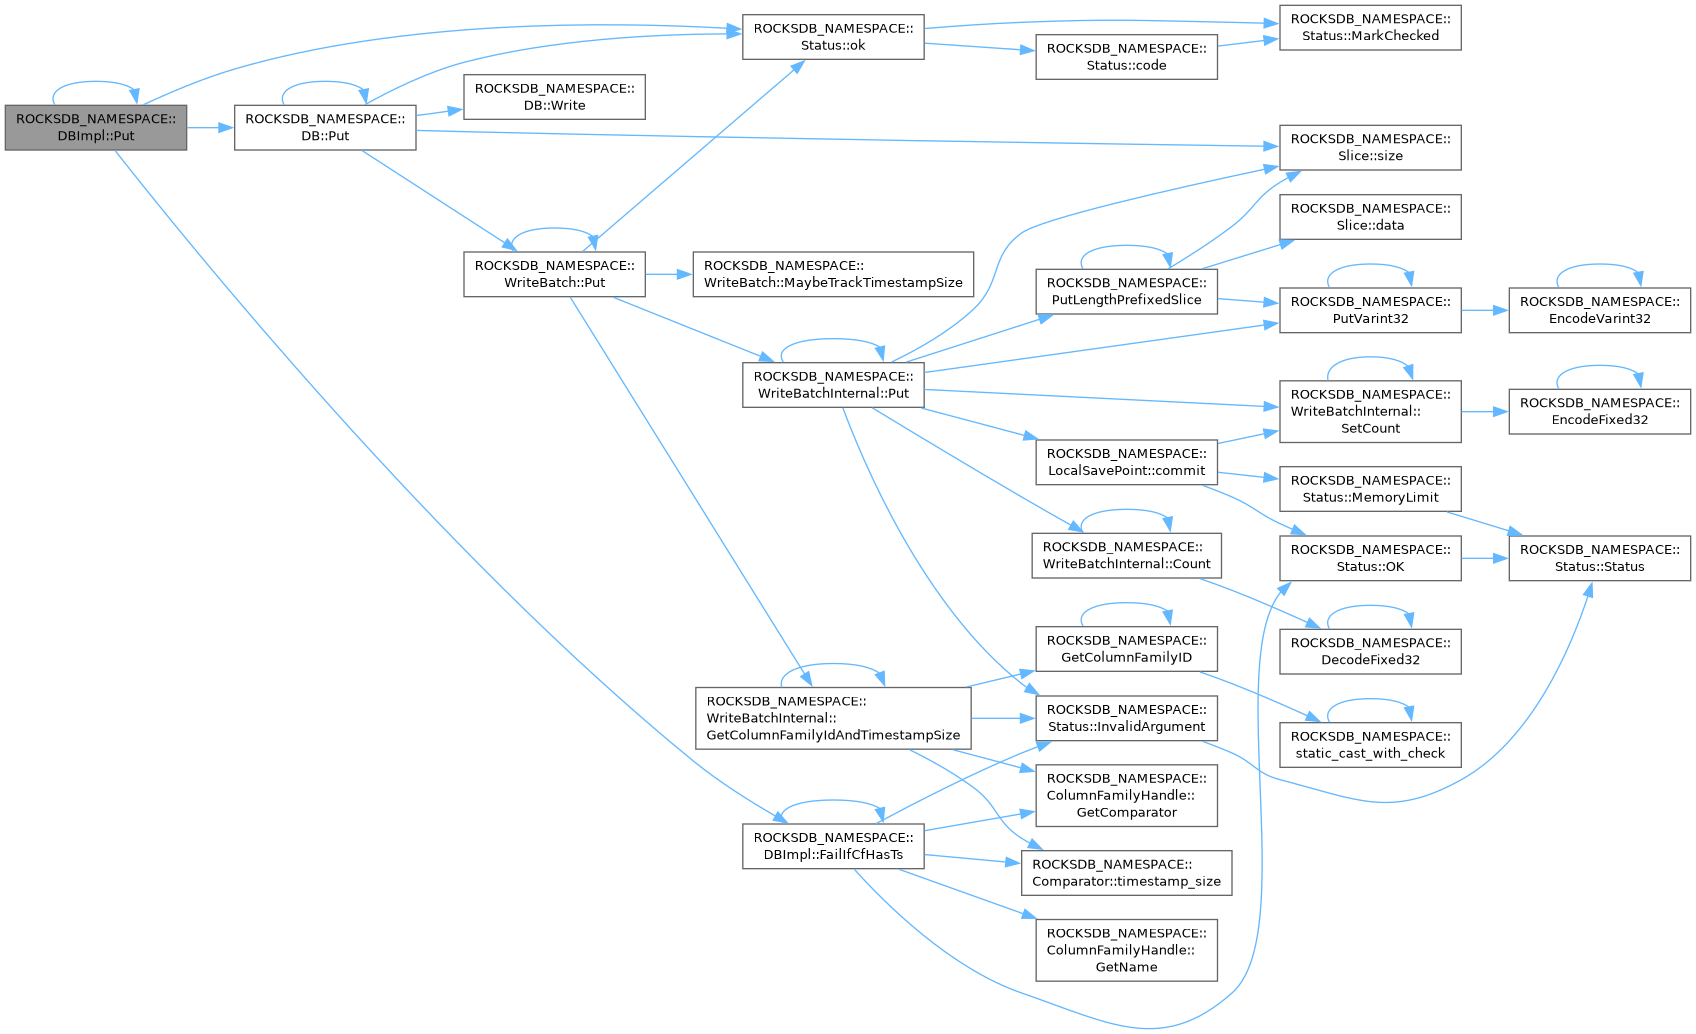 ROCKSDB_NAMESPACE::
DBImpl::Put
ROCKSDB_NAMESPACE::
DB::Put
ROCKSDB_NAMESPACE::
Status::ok
ROCKSDB_NAMESPACE::
DB::Write
ROCKSDB_NAMESPACE::
WriteBatch::Put
ROCKSDB_NAMESPACE::
WriteBatch::MaybeTrackTimestampSize
ROCKSDB_NAMESPACE::
WriteBatchInternal::Put
ROCKSDB_NAMESPACE::
WriteBatchInternal::
GetColumnFamilyIdAndTimestampSize
ROCKSDB_NAMESPACE::
DBImpl::FailIfCfHasTs
ROCKSDB_NAMESPACE::
Status::code
ROCKSDB_NAMESPACE::
PutLengthPrefixedSlice
ROCKSDB_NAMESPACE::
LocalSavePoint::commit
ROCKSDB_NAMESPACE::
WriteBatchInternal::Count
ROCKSDB_NAMESPACE::
GetColumnFamilyID
ROCKSDB_NAMESPACE::
Status::InvalidArgument
ROCKSDB_NAMESPACE::
ColumnFamilyHandle::
GetComparator
ROCKSDB_NAMESPACE::
Comparator::timestamp_size
ROCKSDB_NAMESPACE::
ColumnFamilyHandle::
GetName
ROCKSDB_NAMESPACE::
Status::MarkChecked
ROCKSDB_NAMESPACE::
Slice::size
ROCKSDB_NAMESPACE::
Slice::data
ROCKSDB_NAMESPACE::
PutVarint32
ROCKSDB_NAMESPACE::
WriteBatchInternal::
SetCount
ROCKSDB_NAMESPACE::
Status::MemoryLimit
ROCKSDB_NAMESPACE::
Status::OK
ROCKSDB_NAMESPACE::
DecodeFixed32
ROCKSDB_NAMESPACE::
static_cast_with_check
ROCKSDB_NAMESPACE::
EncodeVarint32
ROCKSDB_NAMESPACE::
EncodeFixed32
ROCKSDB_NAMESPACE::
Status::Status